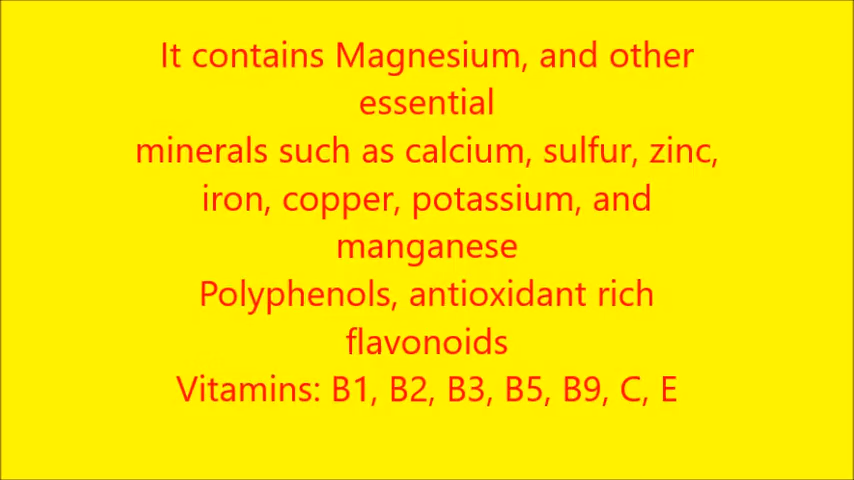 It contains Magnesium, and other
essential
minerals such as calcium, sulfur, zinc,
iron, copper, potassium, and
manganese
Polyphenols, antioxidant rich
flavonoids
Vitamins: B1, B2, B3, B5, B9, C, E